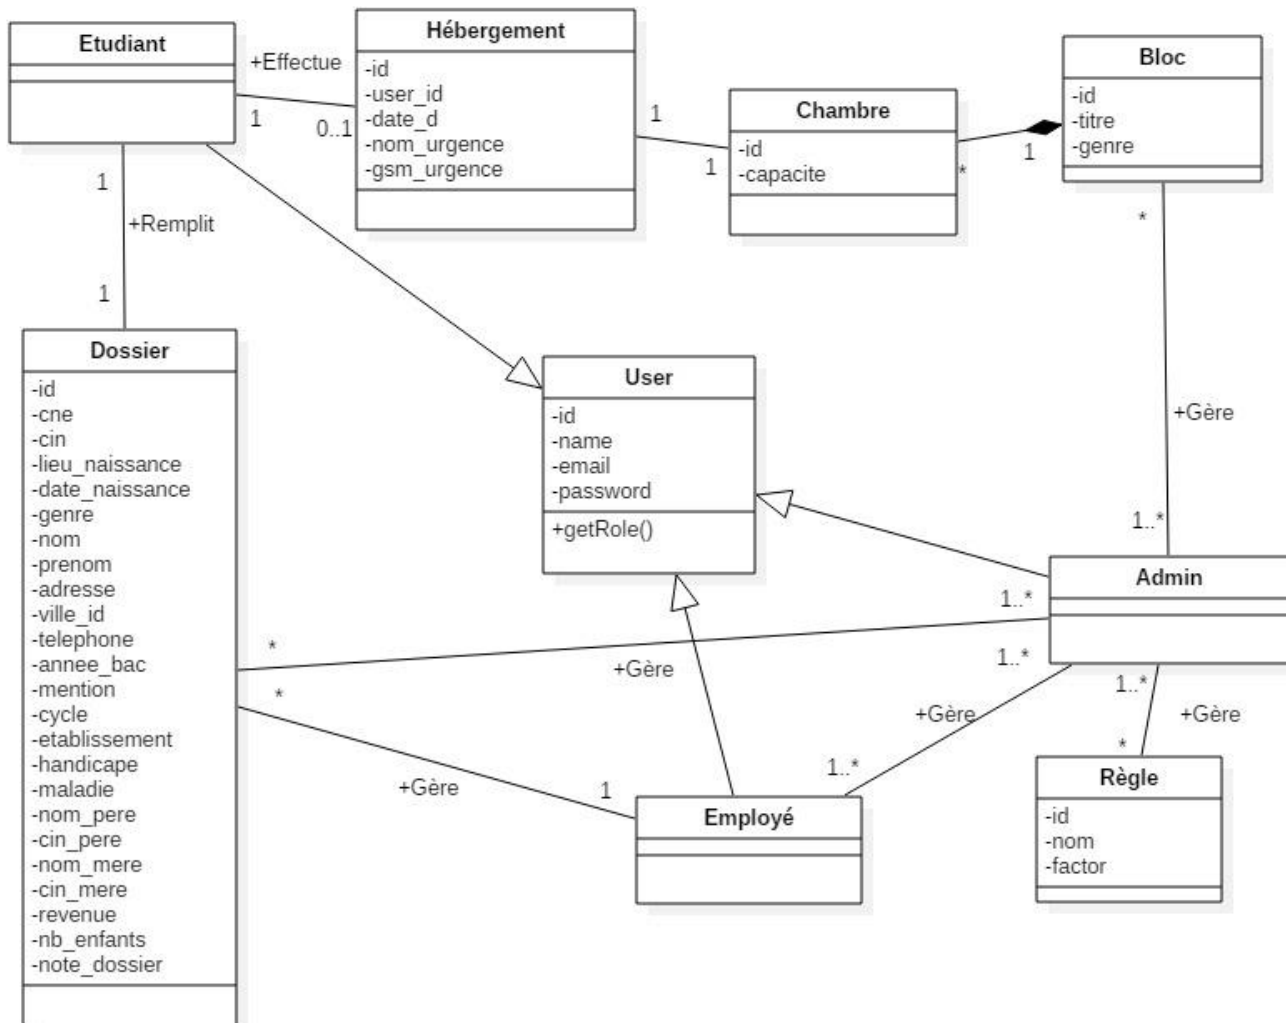 Etudiant
+Effectue
1
0..1
Hébergement
-id
-user_id
-date_d
-nom_urgence
-gsm_urgence
1
1
Chambre
-id
-capacite
*
1
Bloc
-id
-titre
-genre
*
+Gère
1..*
1
+Remplit
1
Dossier
-id
-cne
-cin
-lieu_naissance
-date_naissance
-genre
-nom
-prenom
-adresse
-ville_id
-telephone
-annee_bac
-mention
-cycle
-etablissement
-handicape
-maladie
-nom_pere
-cin_pere
-nom_mere
-cin_mere
-revenue
-nb_enfants
-note_dossier
User
-id
-name
-email
-password
+getRole()
Admin
1..*
*
+Gère
1..*
+Gère
1..*
1..*
+Gère
*
*
+Gère
1
Employé
Règle
-id
-nom
-factor